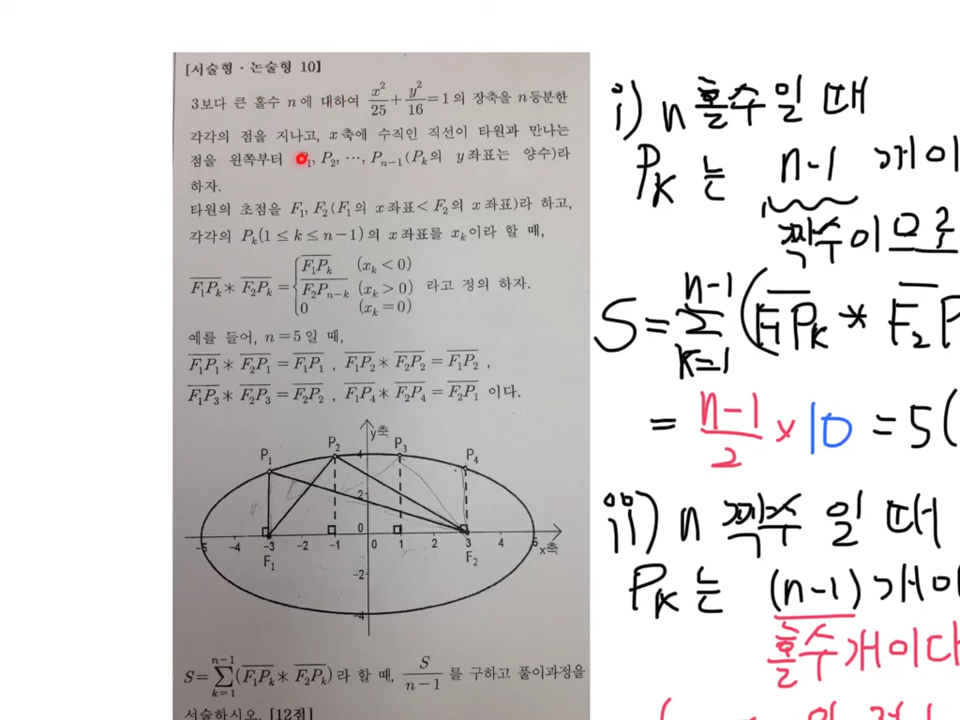 [서술형·논술형 10]
3보다 큰 홀수 n에 대하여 x²/25 + y²/16 = 1의 장축을 n등분한
각각의 점을 지나고, x축에 수직인 직선이 타원과 만나는
점을 왼쪽부터 P₁, P₂, ⋯, Pₙ₋₁(Pₖ의 y좌표는 양수)라
하자.
타원의 초점을 F₁, F₂(F₁의 x좌표<F₂의 x좌표)라 하고,
각각의 Pₖ(1≤k≤n−1)의 x좌표를 xₖ이라 할 때,
F₁Pₖ * F₂Pₖ = { F₁Pₖ (xₖ<0)
F₂Pₙ₋ₖ (xₖ>0) 라고 정의 하자.
0 (xₖ=0)
예를 들어, n=5일 때,
F₁P₁ * F₂P₁ = F₁P₁ , F₁P₂ * F₂P₂ = F₁P₂ ,
F₁P₃ * F₂P₃ = F₂P₂ , F₁P₄ * F₂P₄ = F₂P₁ 이다.
y축
P₁ P₂ P₃ P₄
4
2
0
-5 -4 -3 -2 -1 0 1 2 3 4 5 x축
F₁ F₂
-2
-4
S = Σ(k=1, n-1) (F₁Pₖ * F₂Pₖ) 라 할 때, S/(n−1) 를 구하고 풀이과정을
서술하시오. [12점]
i) n 홀수일 때
Pₖ는 n-1 개이
짝수이므로
S = Σ(k=1, n-1) (F₁Pₖ * F₂P
= (n-1)/2 × 10 = 5(
ii) n 짝수 일 때
Pₖ는 (n-1) 개이
홀수개이다